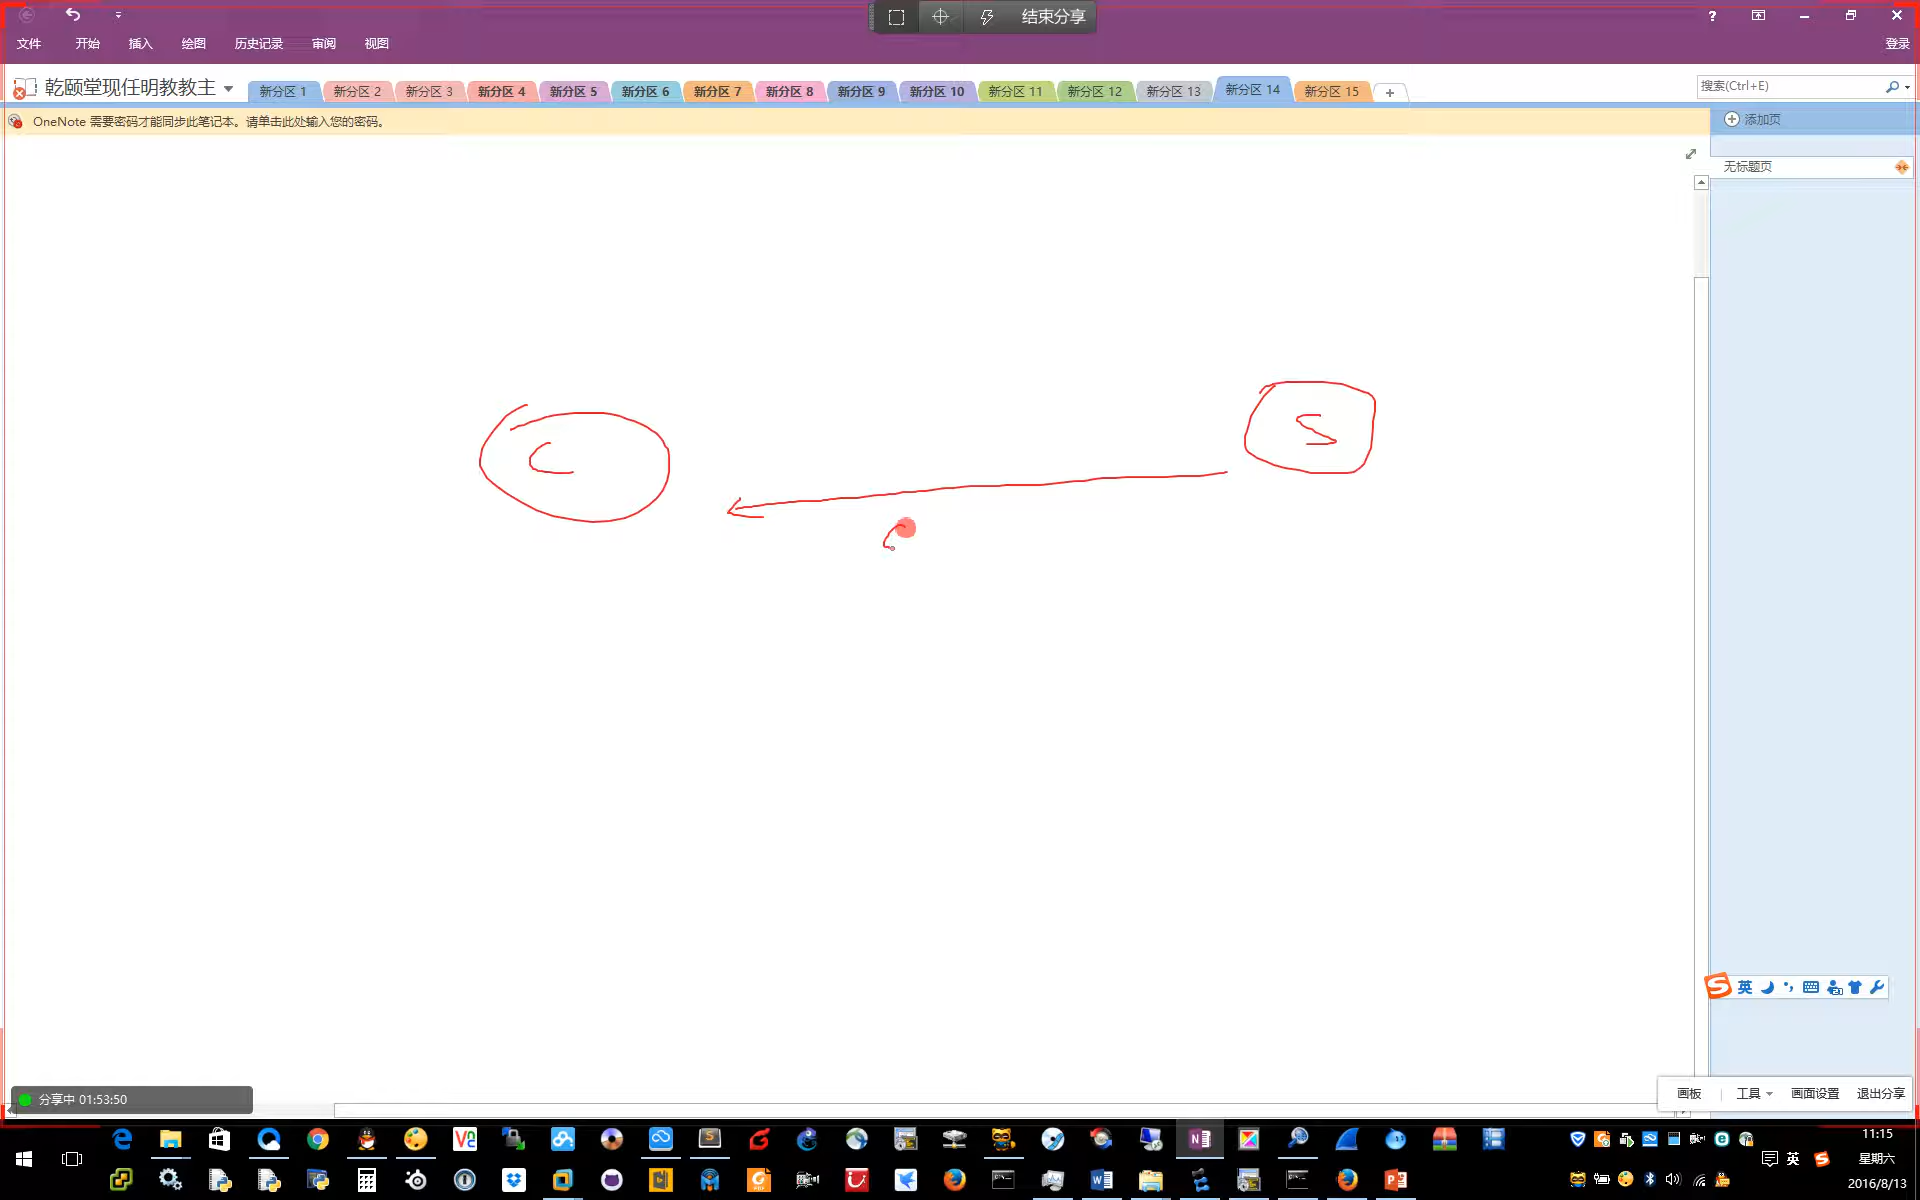 结束分享
文件 开始 插入 绘图 历史记录 审阅 视图 登录
乾颐堂现任明教教主 新分区 1 新分区 2 新分区 3 新分区 4 新分区 5 新分区 6 新分区 7 新分区 8 新分区 9 新分区 10 新分区 11 新分区 12 新分区 13 新分区 14 新分区 15 搜索(Ctrl+E)
OneNote 需要密码才能同步此笔记本。请单击此处输入您的密码。 添加页
无标题页
C S
英
画板 工具 画面设置 退出分享
分享中 01:53:50
11:15
英 星期六
2016/8/13